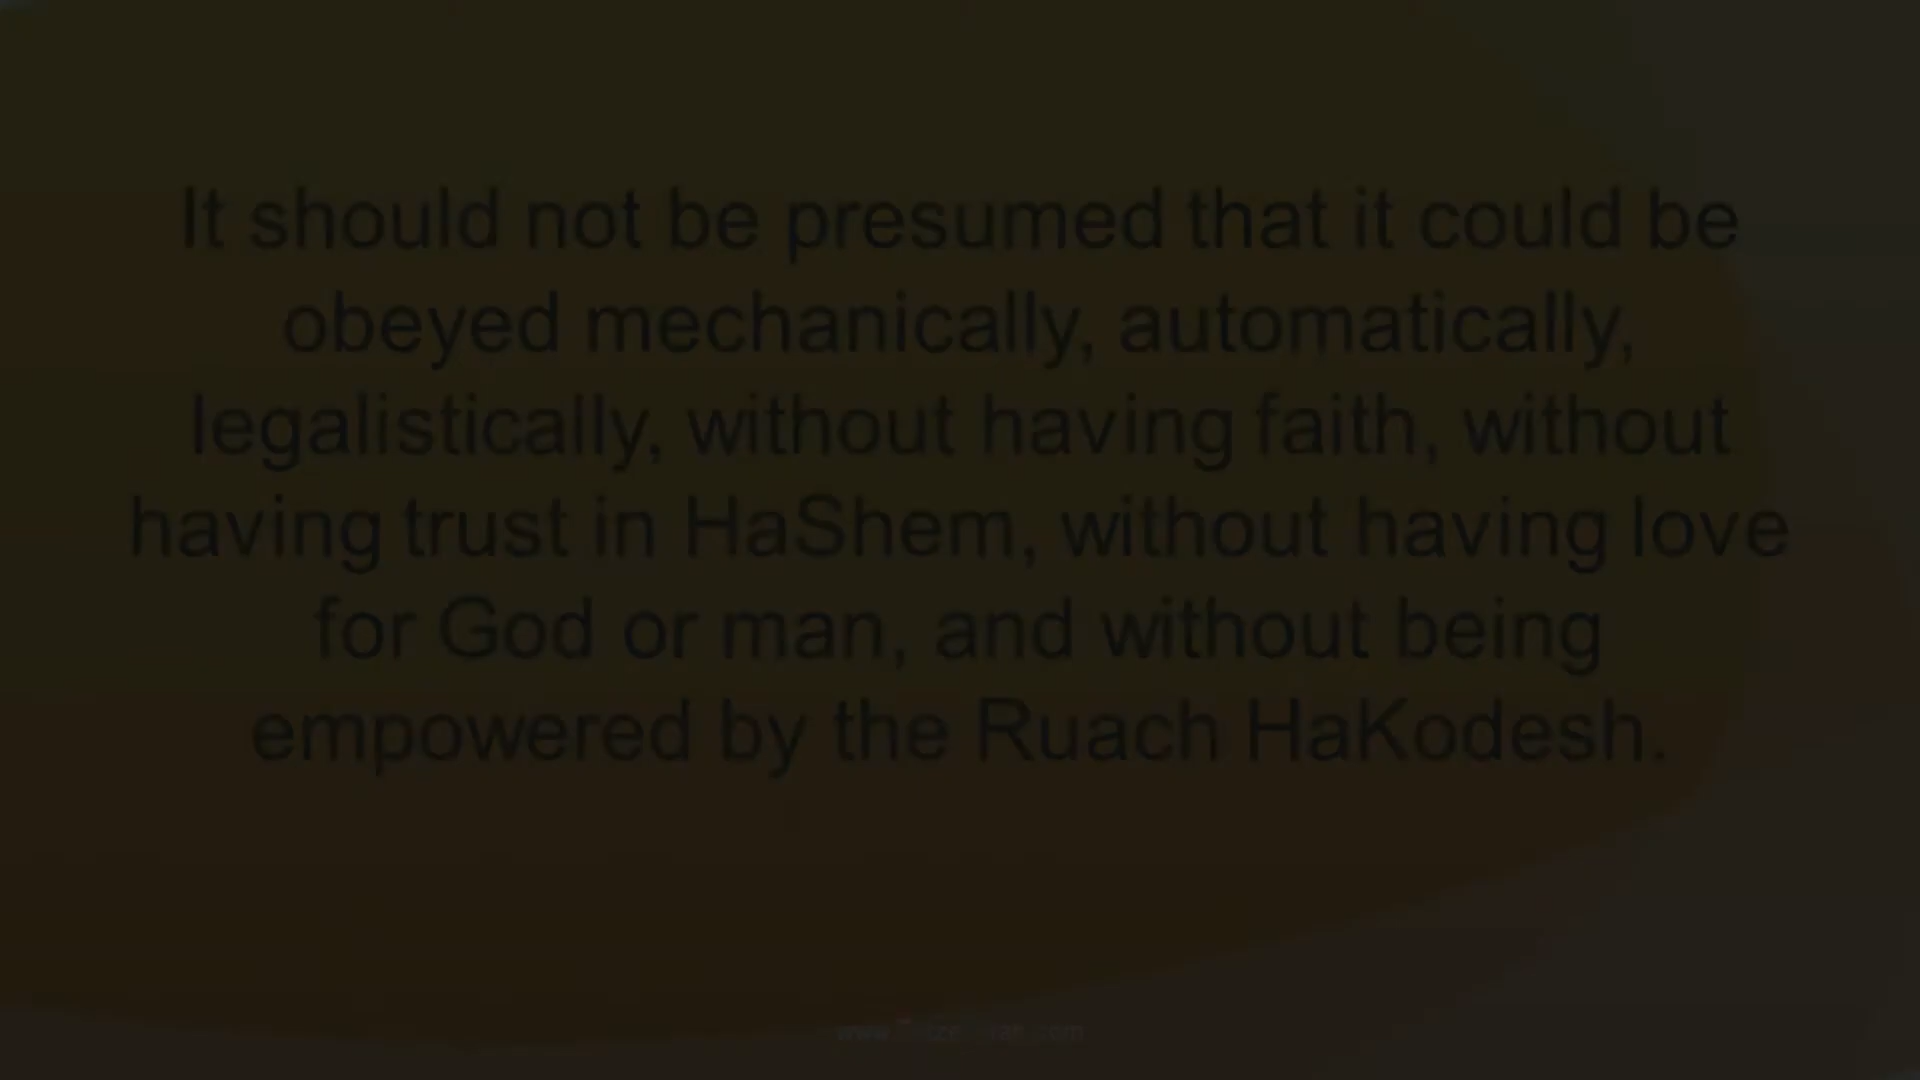 It should not be presumed that it could be
obeyed mechanically, automatically,
legalistically, without having faith, without
having trust in HaShem, without having love
for God or man, and without being
empowered by the Ruach HaKodesh.